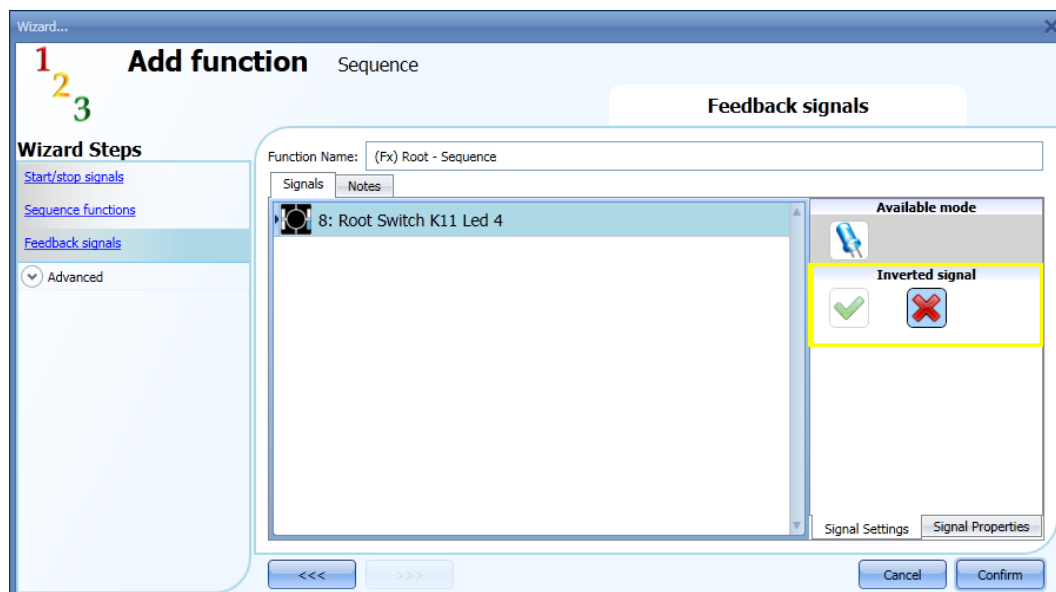 Wizard...
1 2 3
Add function Sequence
Feedback signals
Wizard Steps
Start/stop signals
Sequence functions
Feedback signals
Advanced
Function Name: (Fx) Root - Sequence
Signals Notes
8: Root Switch K11 Led 4
Available mode
Inverted signal
Signal Settings Signal Properties
<<< >>> Cancel Confirm